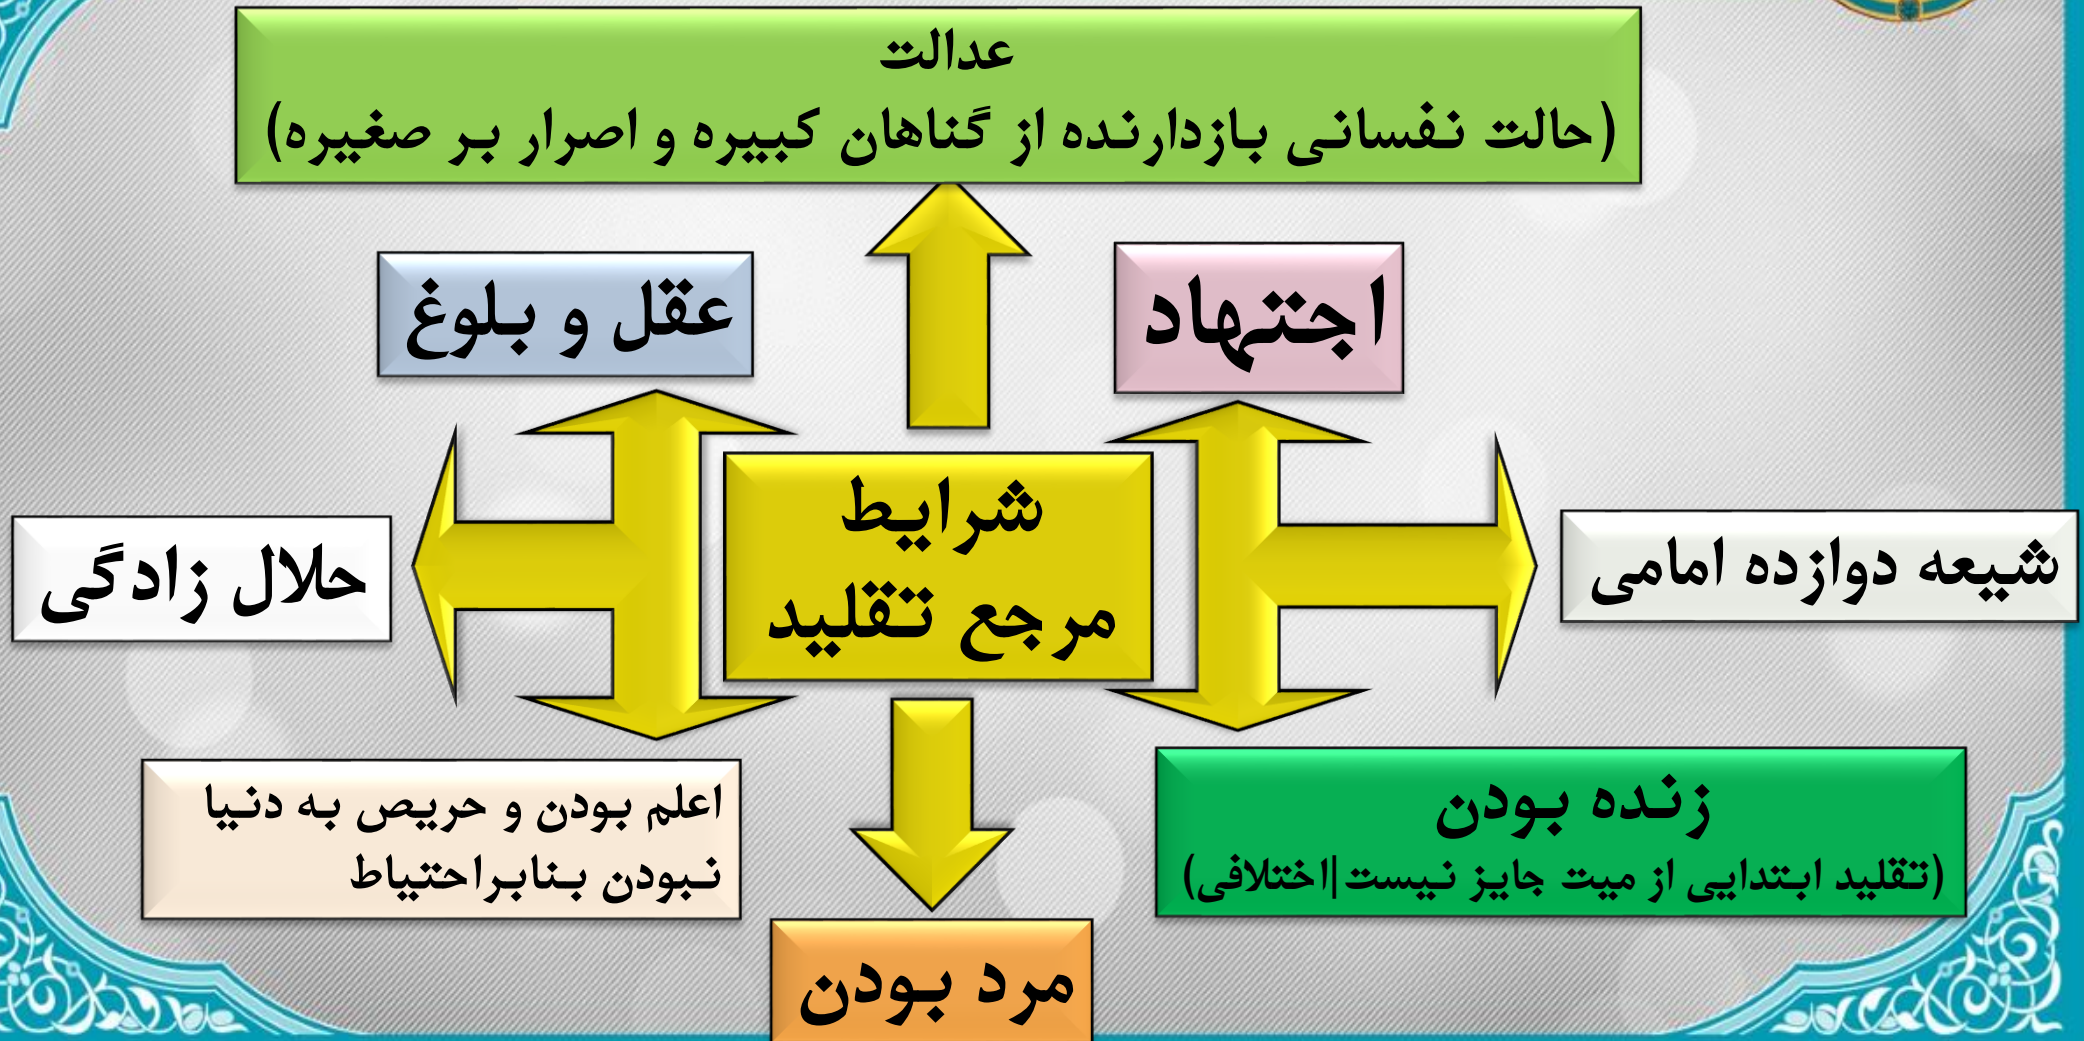 عدالت
(حالت نفسانی بازدارنده از گناهان کبیره و اصرار بر صغیره)
اجتهاد
عقل و بلوغ
شرایط
مرجع تقلید
شیعه دوازده امامی
حلال زادگی
زنده بودن
(تقلید ابتدایی از میت جایز نیست|اختلافی)
اعلم بودن و حریص به دنیا
نبودن بنابراحتیاط
مرد بودن